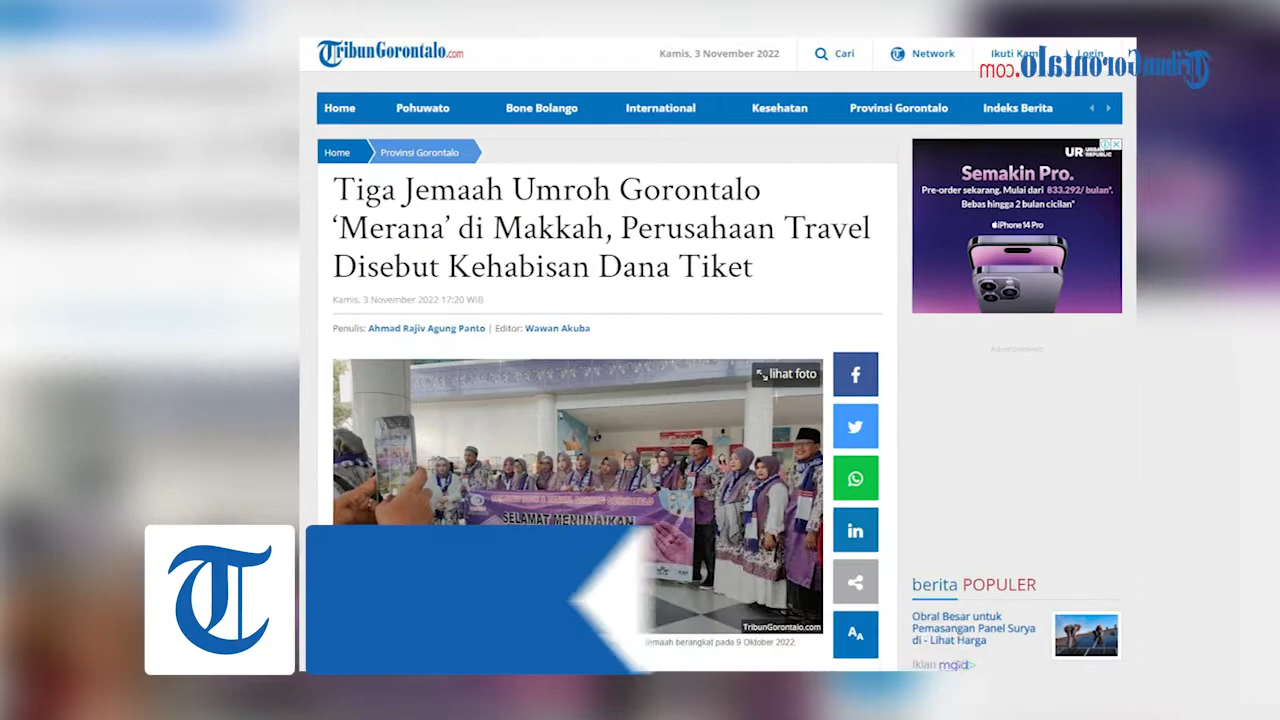 TribunGorontalo.com
Kamis, 3 November 2022
Cari
Network
Ikuti Kami
Login
TribunGorontalo.com
Home
Pohuwato
Bone Bolango
International
Kesehatan
Provinsi Gorontalo
Indeks Berita
Home
Provinsi Gorontalo
Tiga Jemaah Umroh Gorontalo
‘Merana’ di Makkah, Perusahaan Travel
Disebut Kehabisan Dana Tiket
Kamis, 3 November 2022 17:20 WIB
Penulis: Ahmad Rajiv Agung Panto | Editor: Wawan Akuba
lihat foto
SELAMAT MENUNAIKAN
TribunGorontalo.com
jemaah berangkat pada 9 Oktober 2022.
T
f
in
AA
UR URBAN REPUBLIC
Semakin Pro.
Pre-order sekarang. Mulai dari 833.292/ bulan*.
Bebas hingga 2 bulan cicilan*
iPhone 14 Pro
Advertisement
berita POPULER
Obral Besar untuk
Pemasangan Panel Surya
di - Lihat Harga
Iklan mgid